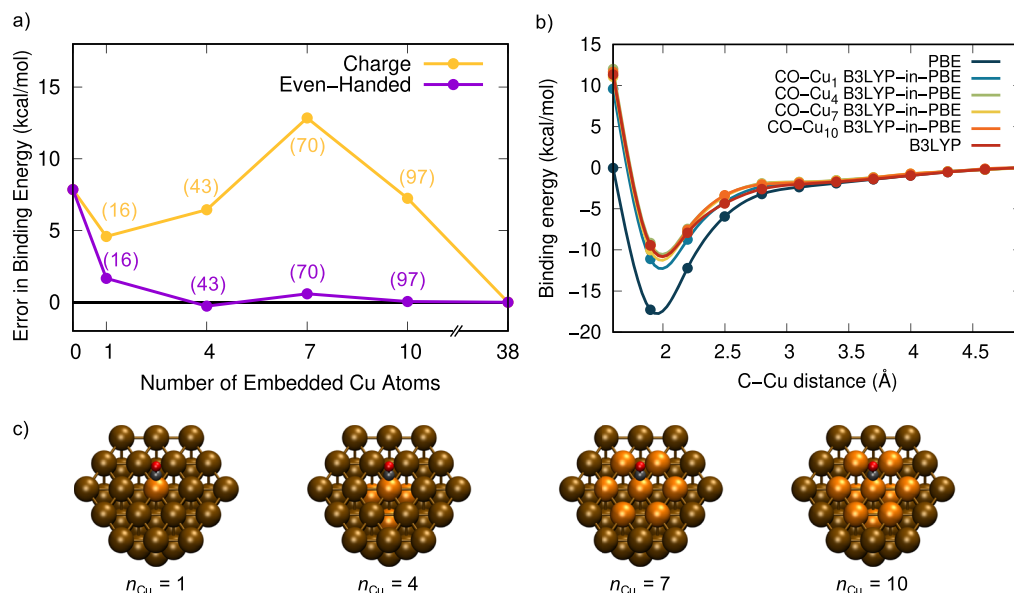 a)
Error in Binding Energy (kcal/mol)
15
10
5
0
Charge
Even−Handed
(16)
(43)
(70)
(97)
(16)
(43)
(70)
(97)
0 1 4 7 10 38
Number of Embedded Cu Atoms
b)
Binding energy (kcal/mol)
15
10
5
0
−5
−10
−15
−20
PBE
CO−Cu₁ B3LYP−in−PBE
CO−Cu₄ B3LYP−in−PBE
CO−Cu₇ B3LYP−in−PBE
CO−Cu₁₀ B3LYP−in−PBE
B3LYP
2 2.5 3 3.5 4 4.5
C−Cu distance (Å)
c)
n_Cu = 1
n_Cu = 4
n_Cu = 7
n_Cu = 10